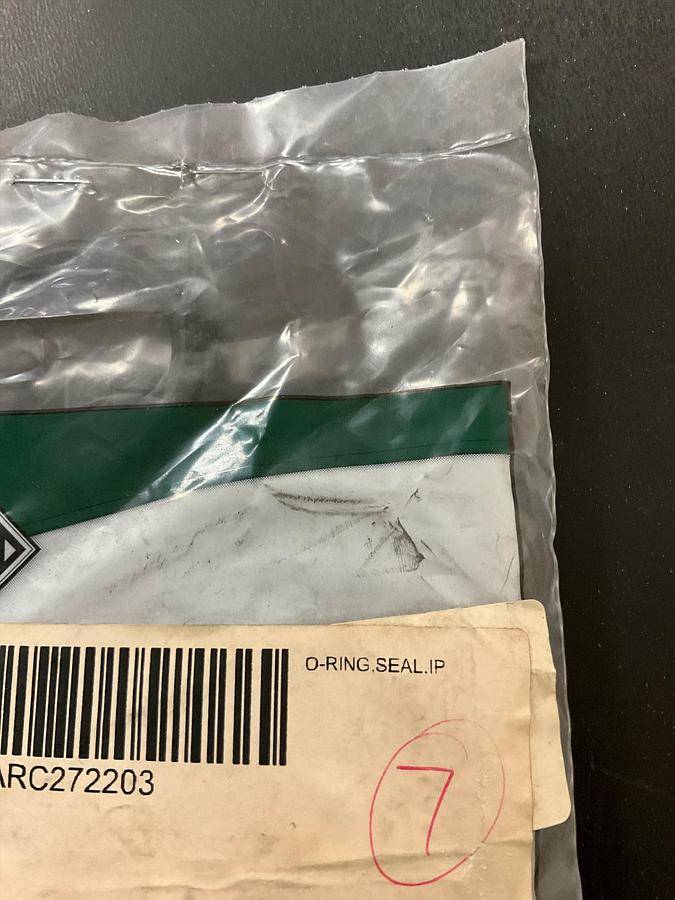 O-RING,SEAL.IP
ARC272203
7